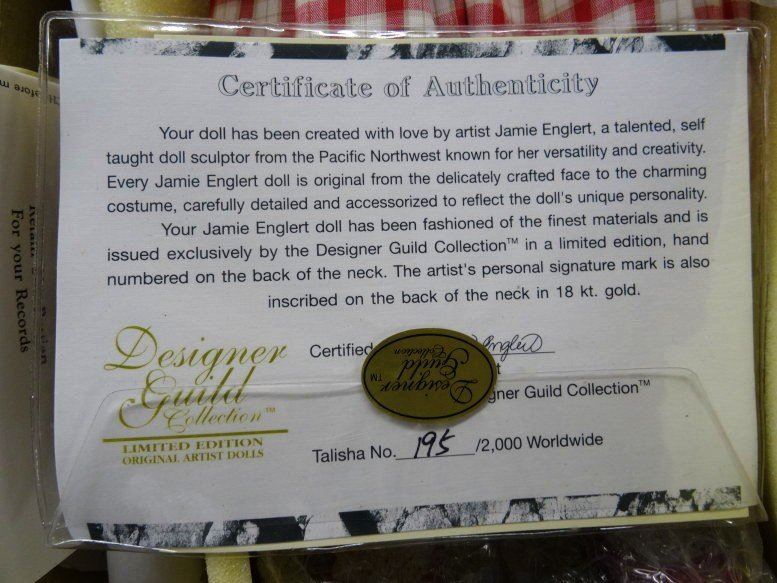 Certificate of Authenticity
Your doll has been created with love by artist Jamie Englert, a talented, self
taught doll sculptor from the Pacific Northwest known for her versatility and creativity.
Every Jamie Englert doll is original from the delicately crafted face to the charming
costume, carefully detailed and accessorized to reflect the doll's unique personality.
Your Jamie Englert doll has been fashioned of the finest materials and is
issued exclusively by the Designer Guild Collection™ in a limited edition, hand
numbered on the back of the neck. The artist's personal signature mark is also
inscribed on the back of the neck in 18 kt. gold.
Designer
Guild
Collection™
LIMITED EDITION
ORIGINAL ARTIST DOLLS
Certified
Englert
Guild Collection™
Talisha No. 195 /2,000 Worldwide
Designer
Guild
Collection
™
For your Records